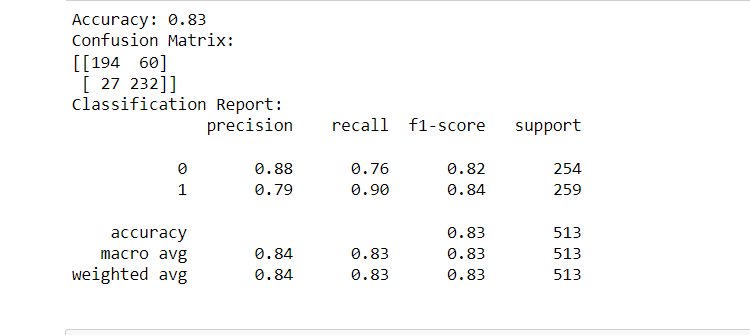 Accuracy: 0.83
Confusion Matrix:
[[194  60]
 [ 27 232]]
Classification Report:
              precision    recall  f1-score   support

           0       0.88      0.76      0.82       254
           1       0.79      0.90      0.84       259

    accuracy                           0.83       513
   macro avg       0.84      0.83      0.83       513
weighted avg       0.84      0.83      0.83       513